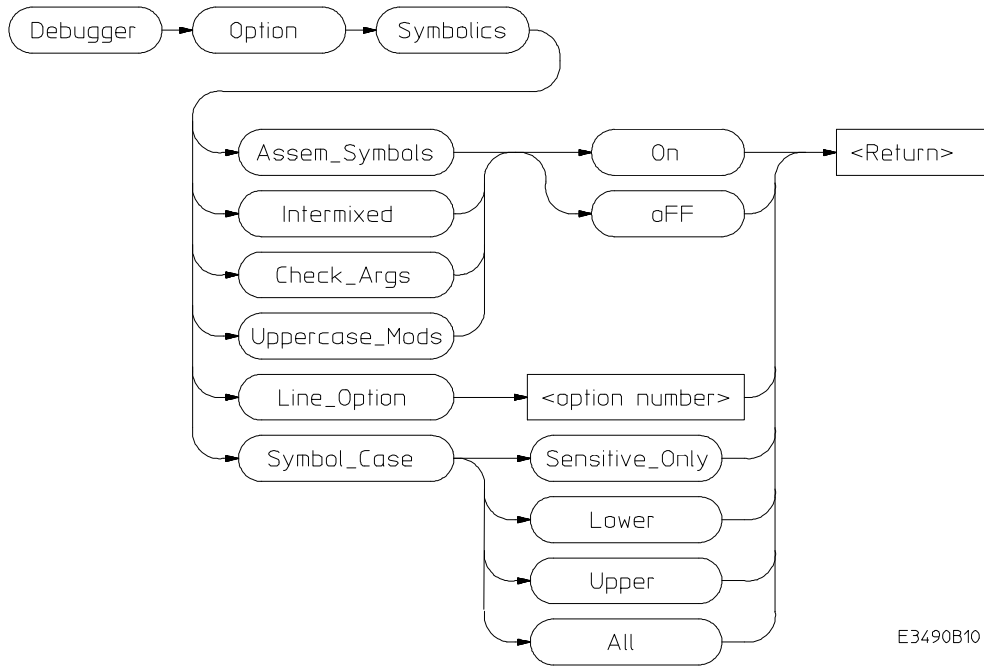 Debugger Option Symbolics
Assem_Symbols On <Return>
Intermixed oFF
Check_Args
Uppercase_Mods
Line_Option <option number>
Symbol_Case Sensitive_Only
Lower
Upper
All
E3490B10